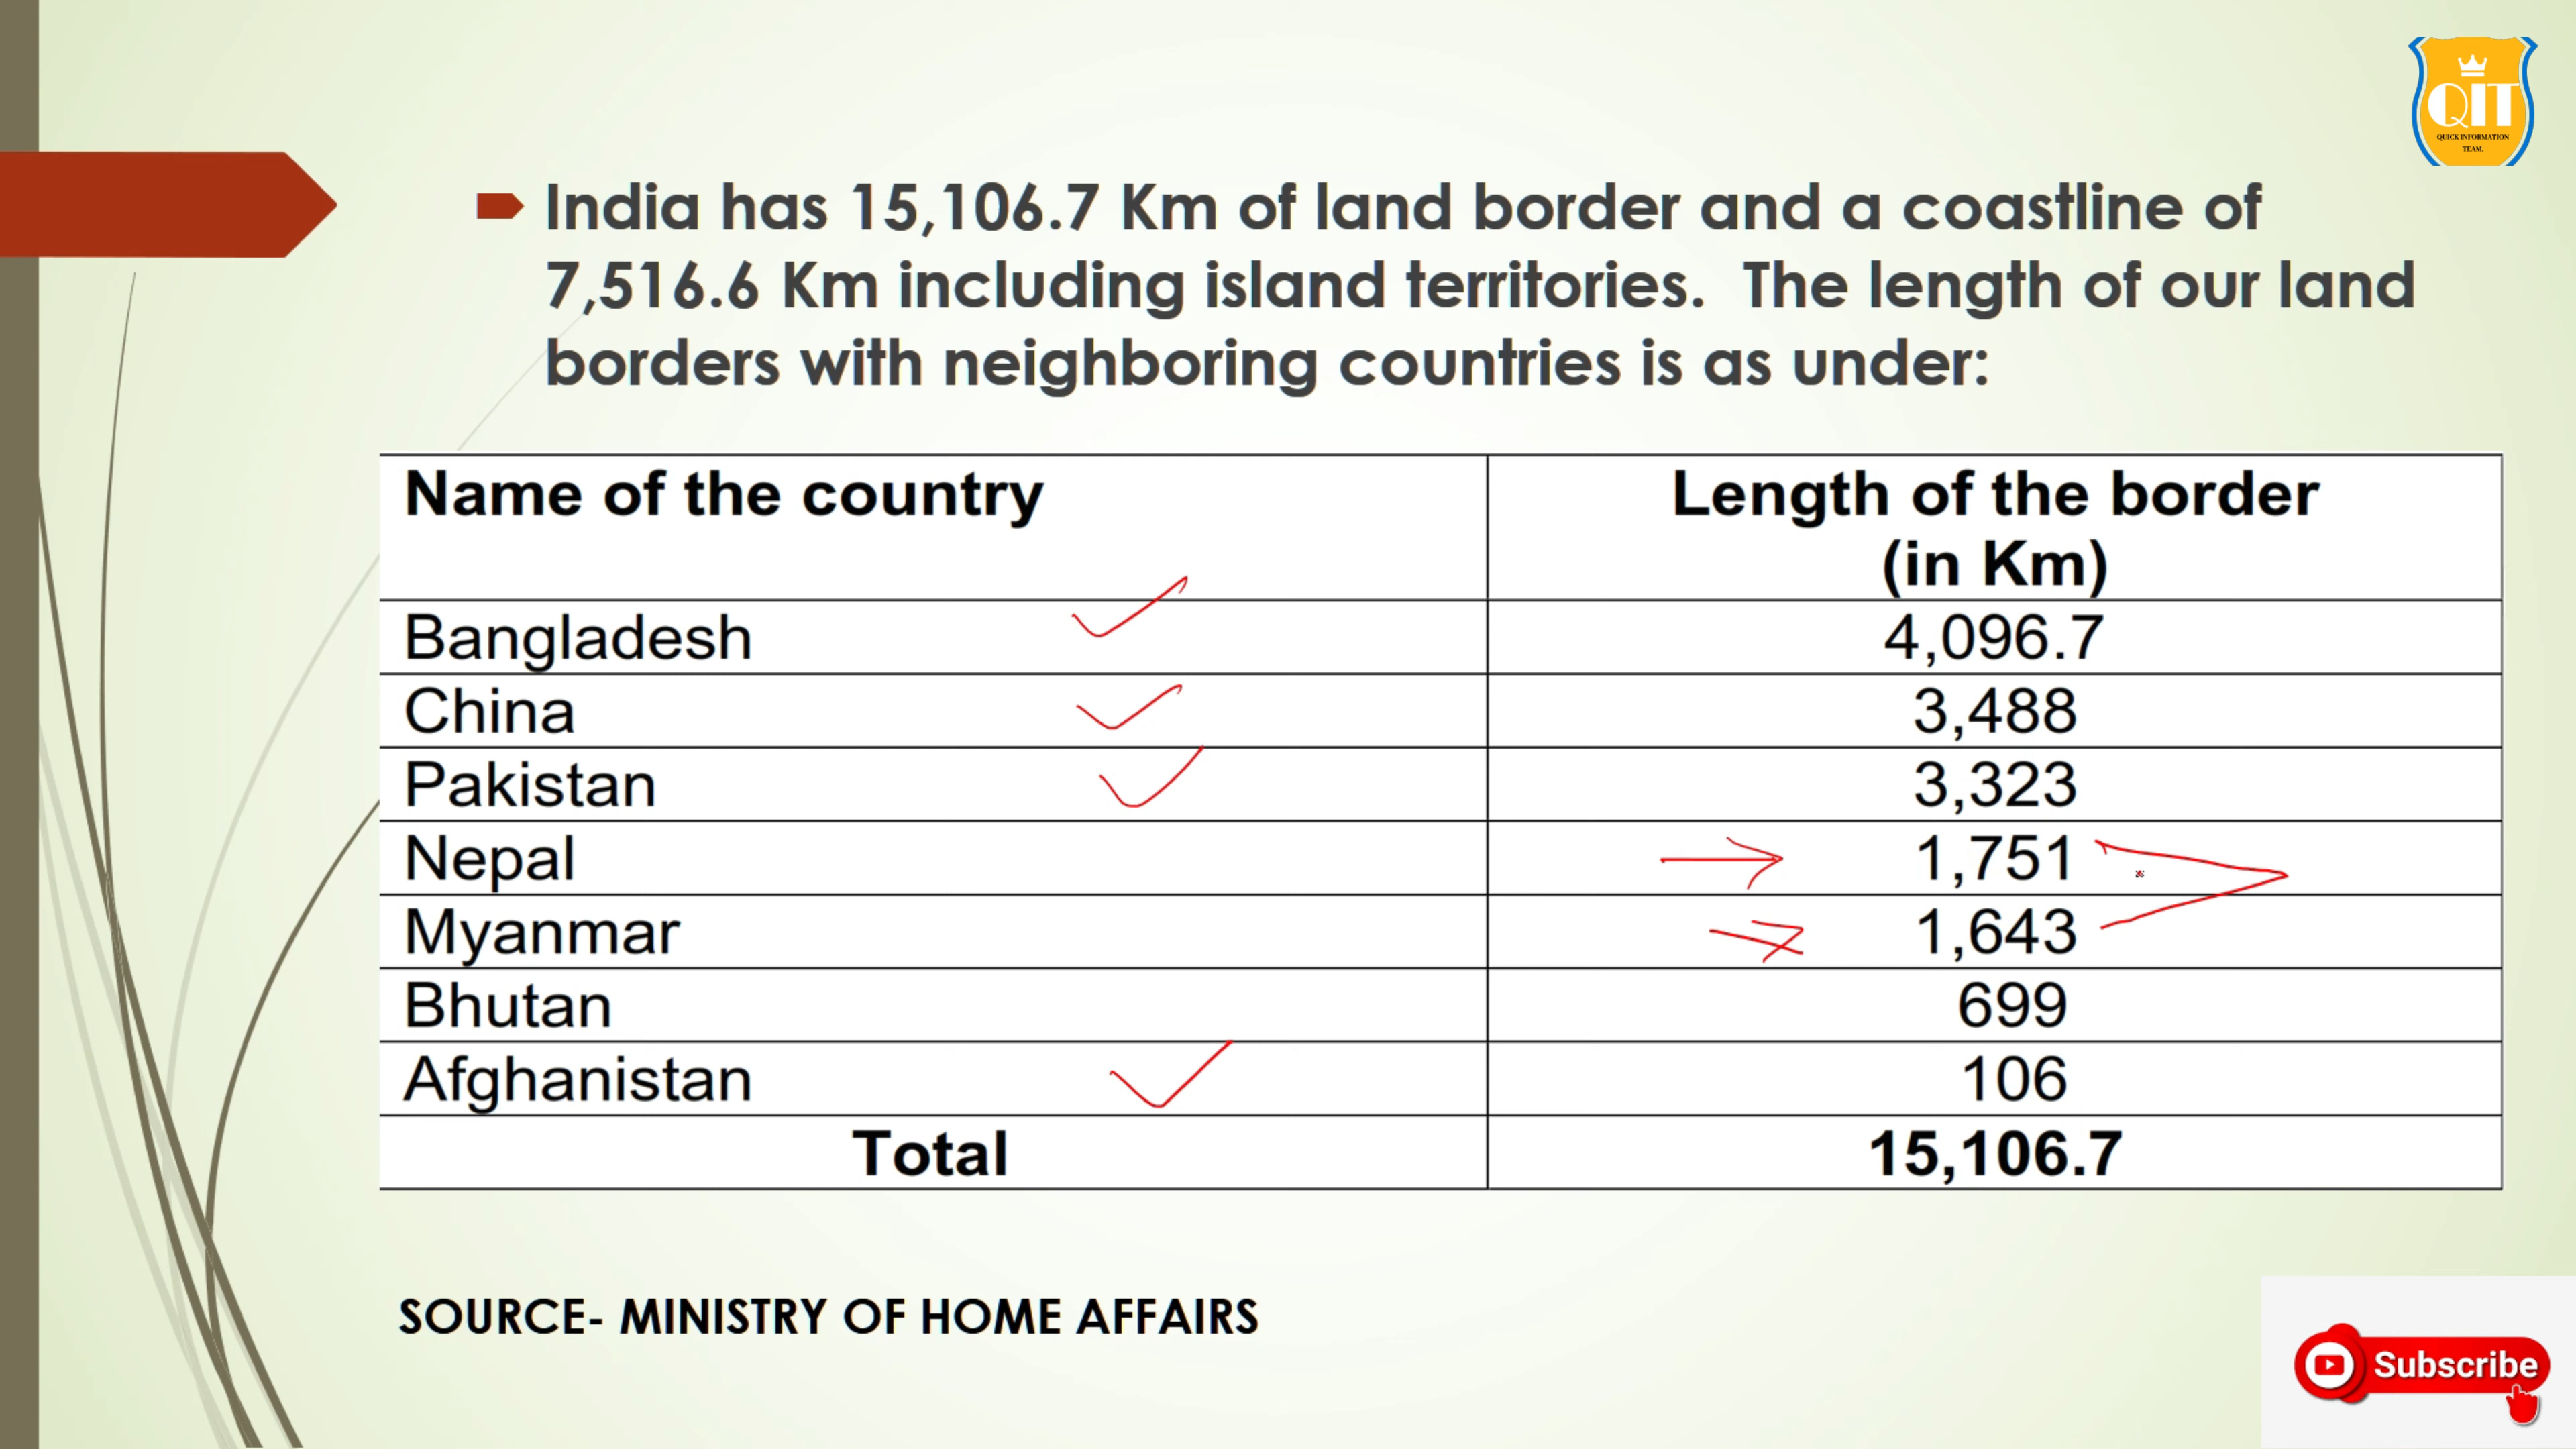 QIT
QUICK INFORMATION
TEAM.
India has 15,106.7 Km of land border and a coastline of
7,516.6 Km including island territories. The length of our land
borders with neighboring countries is as under:
Name of the country Length of the border
(in Km)
Bangladesh 4,096.7
China 3,488
Pakistan 3,323
Nepal 1,751
Myanmar 1,643
Bhutan 699
Afghanistan 106
Total 15,106.7
SOURCE- MINISTRY OF HOME AFFAIRS
Subscribe